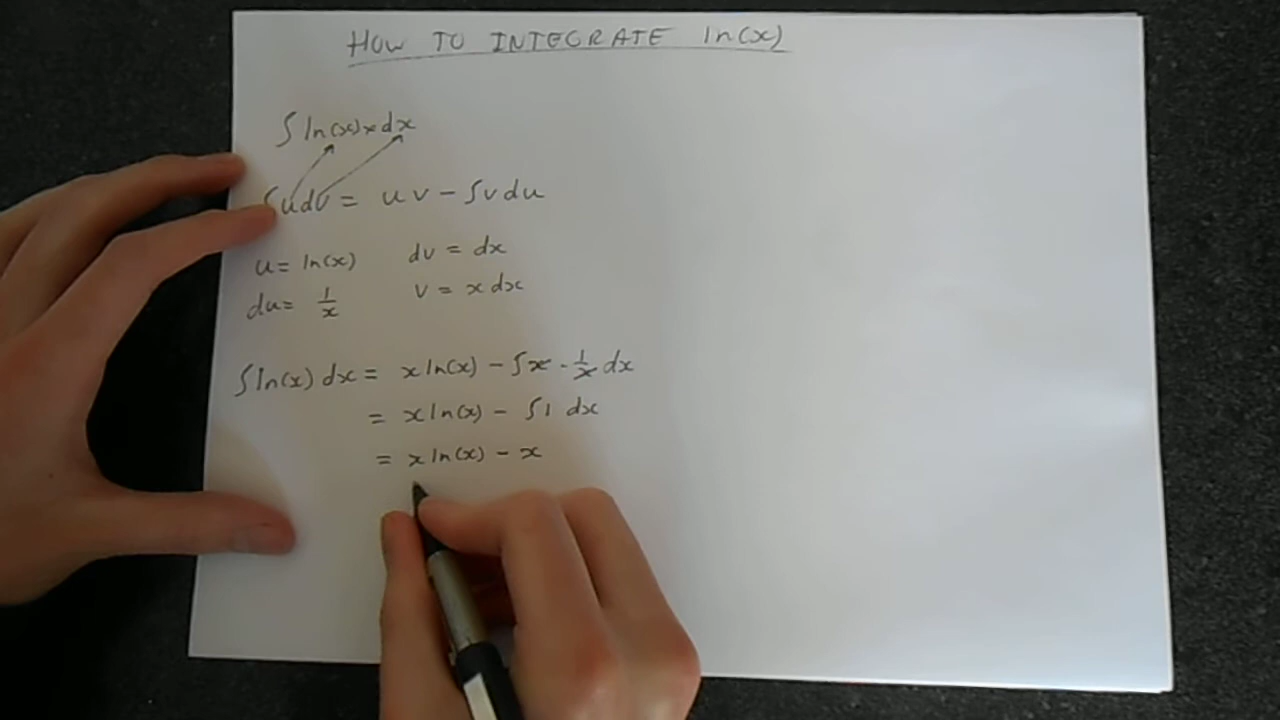 HOW TO INTEGRATE ln(x)
∫ ln(x) × dx
∫ u dv = uv - ∫ v du
u = ln(x) dv = dx
du = 1/x v = x dx
∫ ln(x) dx = x ln(x) - ∫ x · 1/x dx
= x ln(x) - ∫ 1 dx
= x ln(x) - x